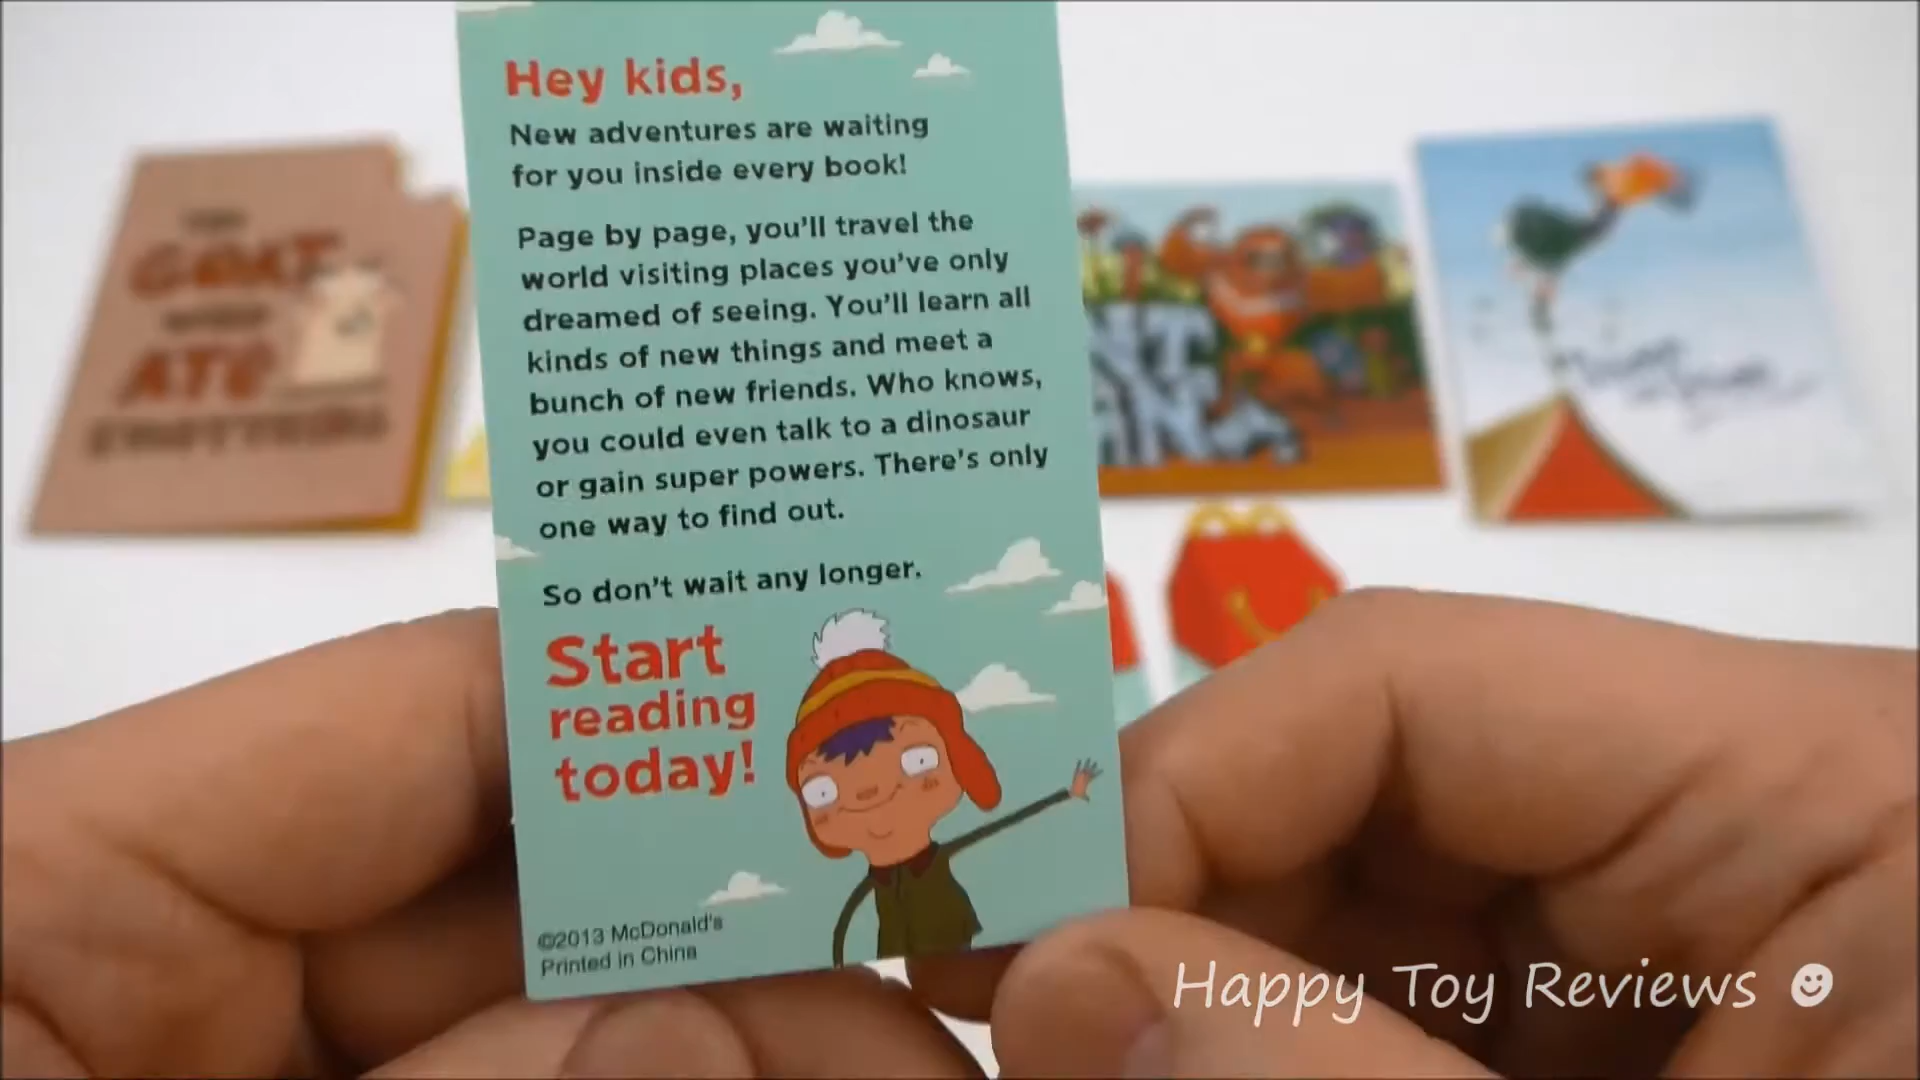 Hey kids,
New adventures are waiting
for you inside every book!
Page by page, you'll travel the
world visiting places you've only
dreamed of seeing. You'll learn all
kinds of new things and meet a
bunch of new friends. Who knows,
you could even talk to a dinosaur
or gain super powers. There's only
one way to find out.
So don't wait any longer.
Start
reading
today!
©2013 McDonald's
Printed in China
GOAT
ATE
EVERYTHING
Happy Toy Reviews